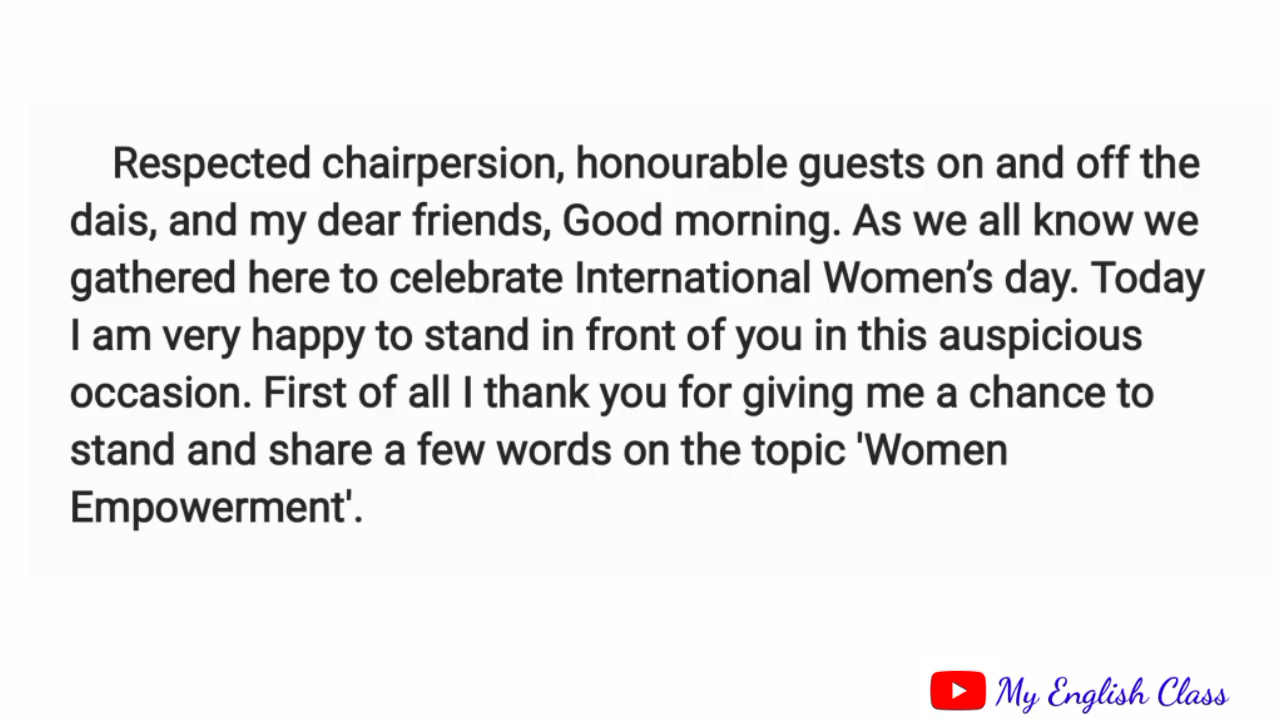 Respected chairpersion, honourable guests on and off the
dais, and my dear friends, Good morning. As we all know we
gathered here to celebrate International Women’s day. Today
I am very happy to stand in front of you in this auspicious
occasion. First of all I thank you for giving me a chance to
stand and share a few words on the topic 'Women
Empowerment'.
My English Class